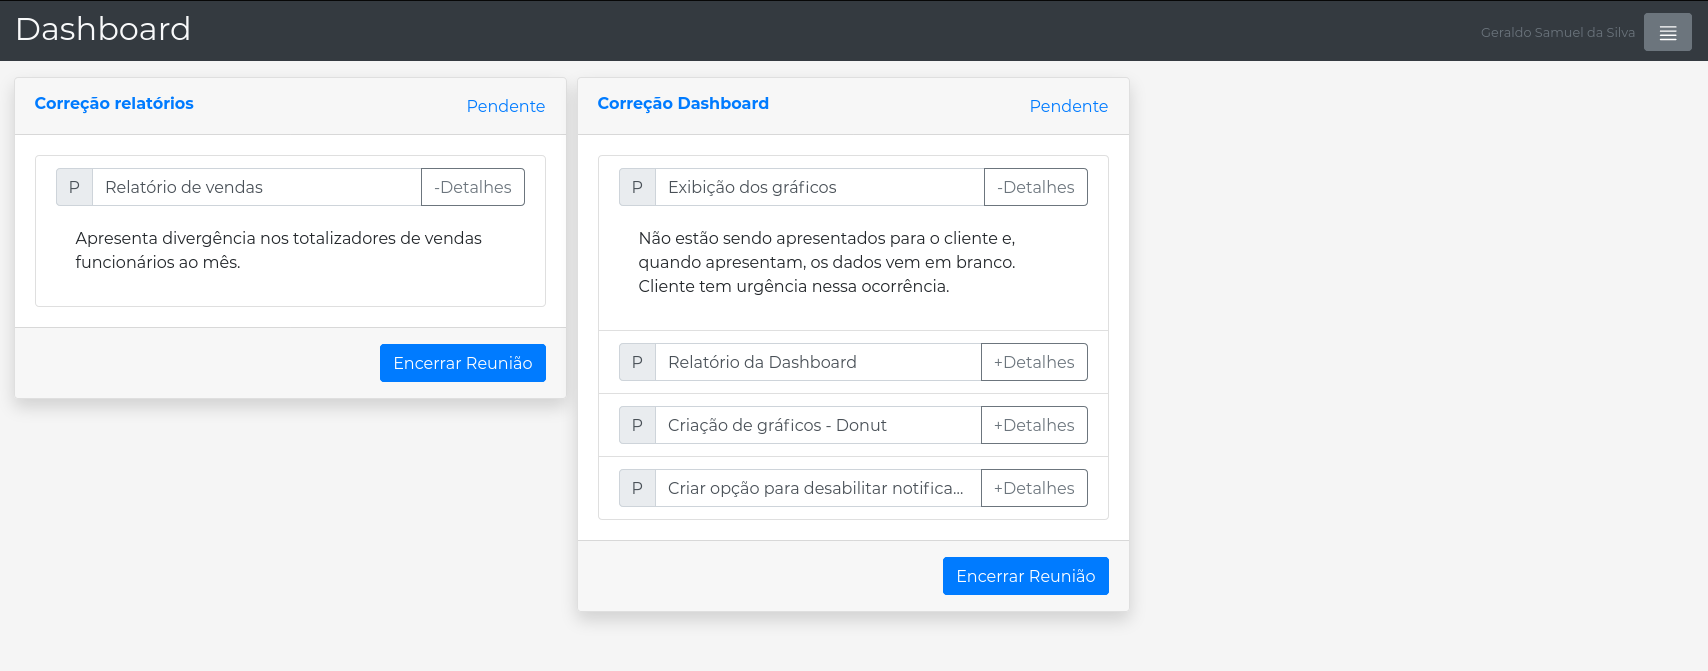 Dashboard
Geraldo Samuel da Silva
Correção relatórios
Pendente
P
Relatório de vendas
-Detalhes
Apresenta divergência nos totalizadores de vendas
funcionários ao mês.
Encerrar Reunião
Correção Dashboard
Pendente
P
Exibição dos gráficos
-Detalhes
Não estão sendo apresentados para o cliente e,
quando apresentam, os dados vem em branco.
Cliente tem urgência nessa ocorrência.
P
Relatório da Dashboard
+Detalhes
P
Criação de gráficos - Donut
+Detalhes
P
Criar opção para desabilitar notifica...
+Detalhes
Encerrar Reunião